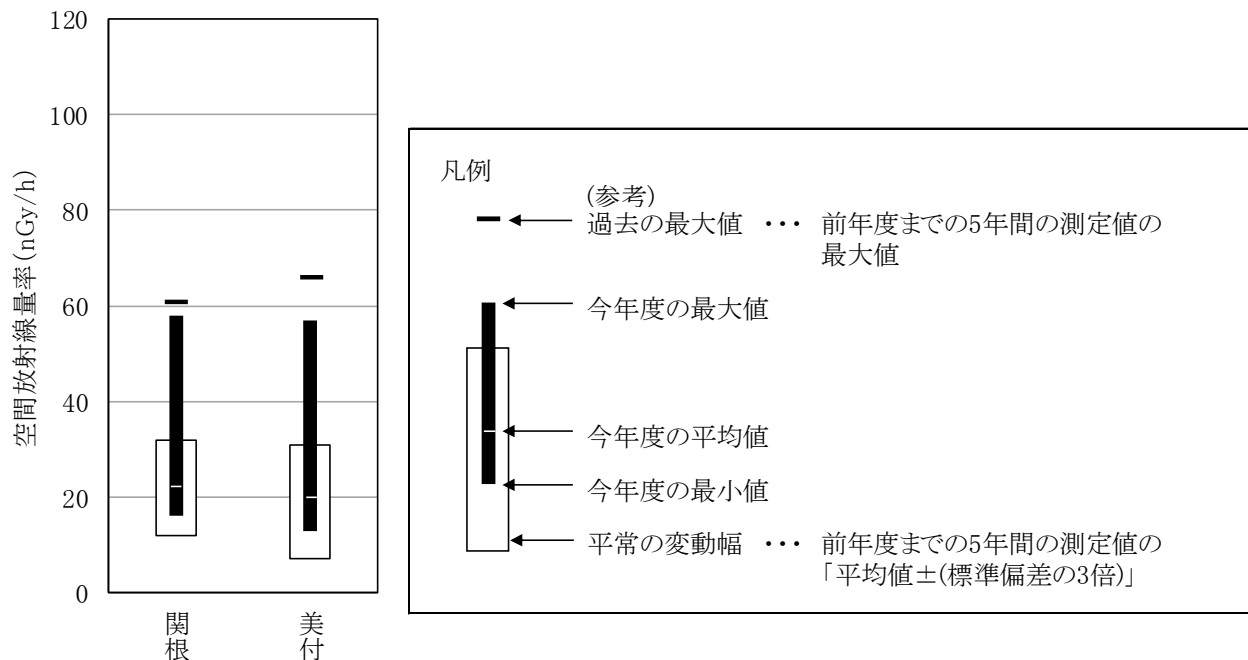 120
100
80
60
40
20
0
空間放射線量率(nGy/h)
関根
美付
凡例
(参考)
過去の最大値 ・・・ 前年度までの5年間の測定値の
最大値
今年度の最大値
今年度の平均値
今年度の最小値
平常の変動幅 ・・・ 前年度までの5年間の測定値の
「平均値±(標準偏差の3倍)」